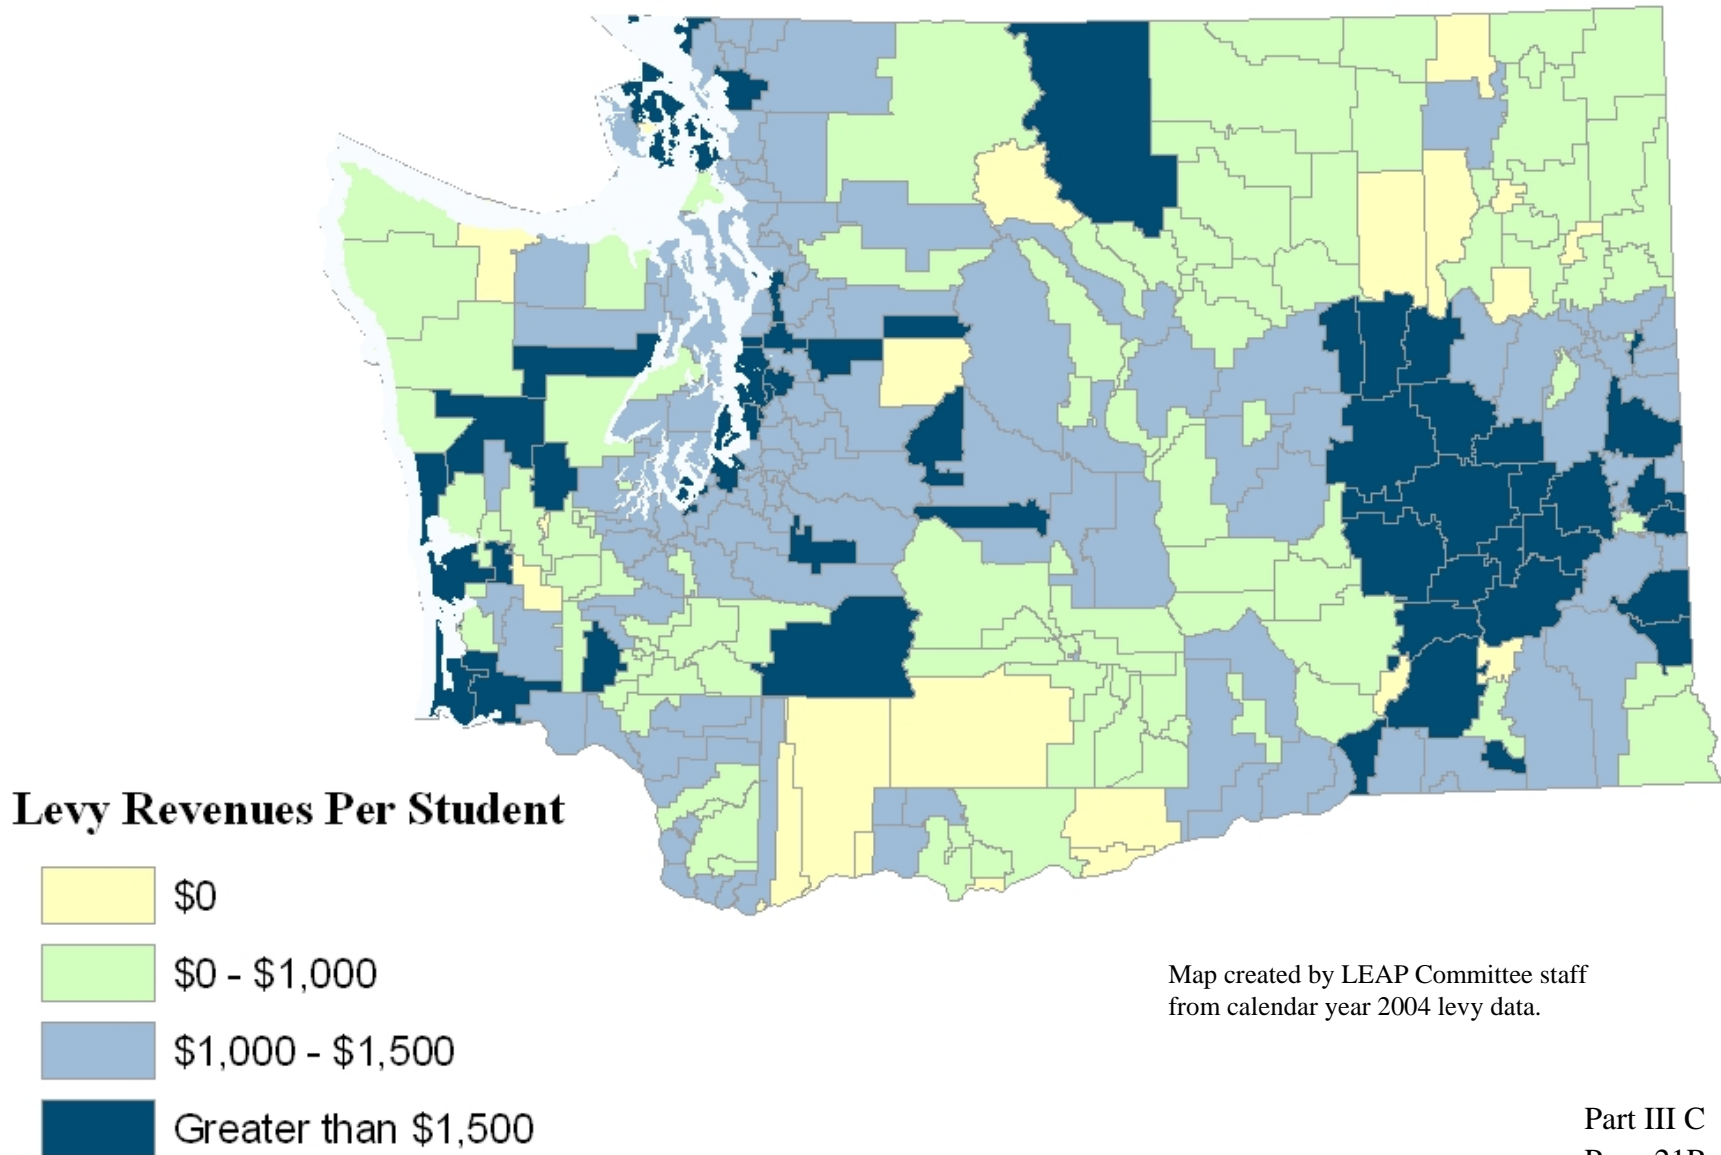 Levy Revenues Per Student
$0
$0 - $1,000
$1,000 - $1,500
Greater than $1,500
Map created by LEAP Committee staff
from calendar year 2004 levy data.
Part III C